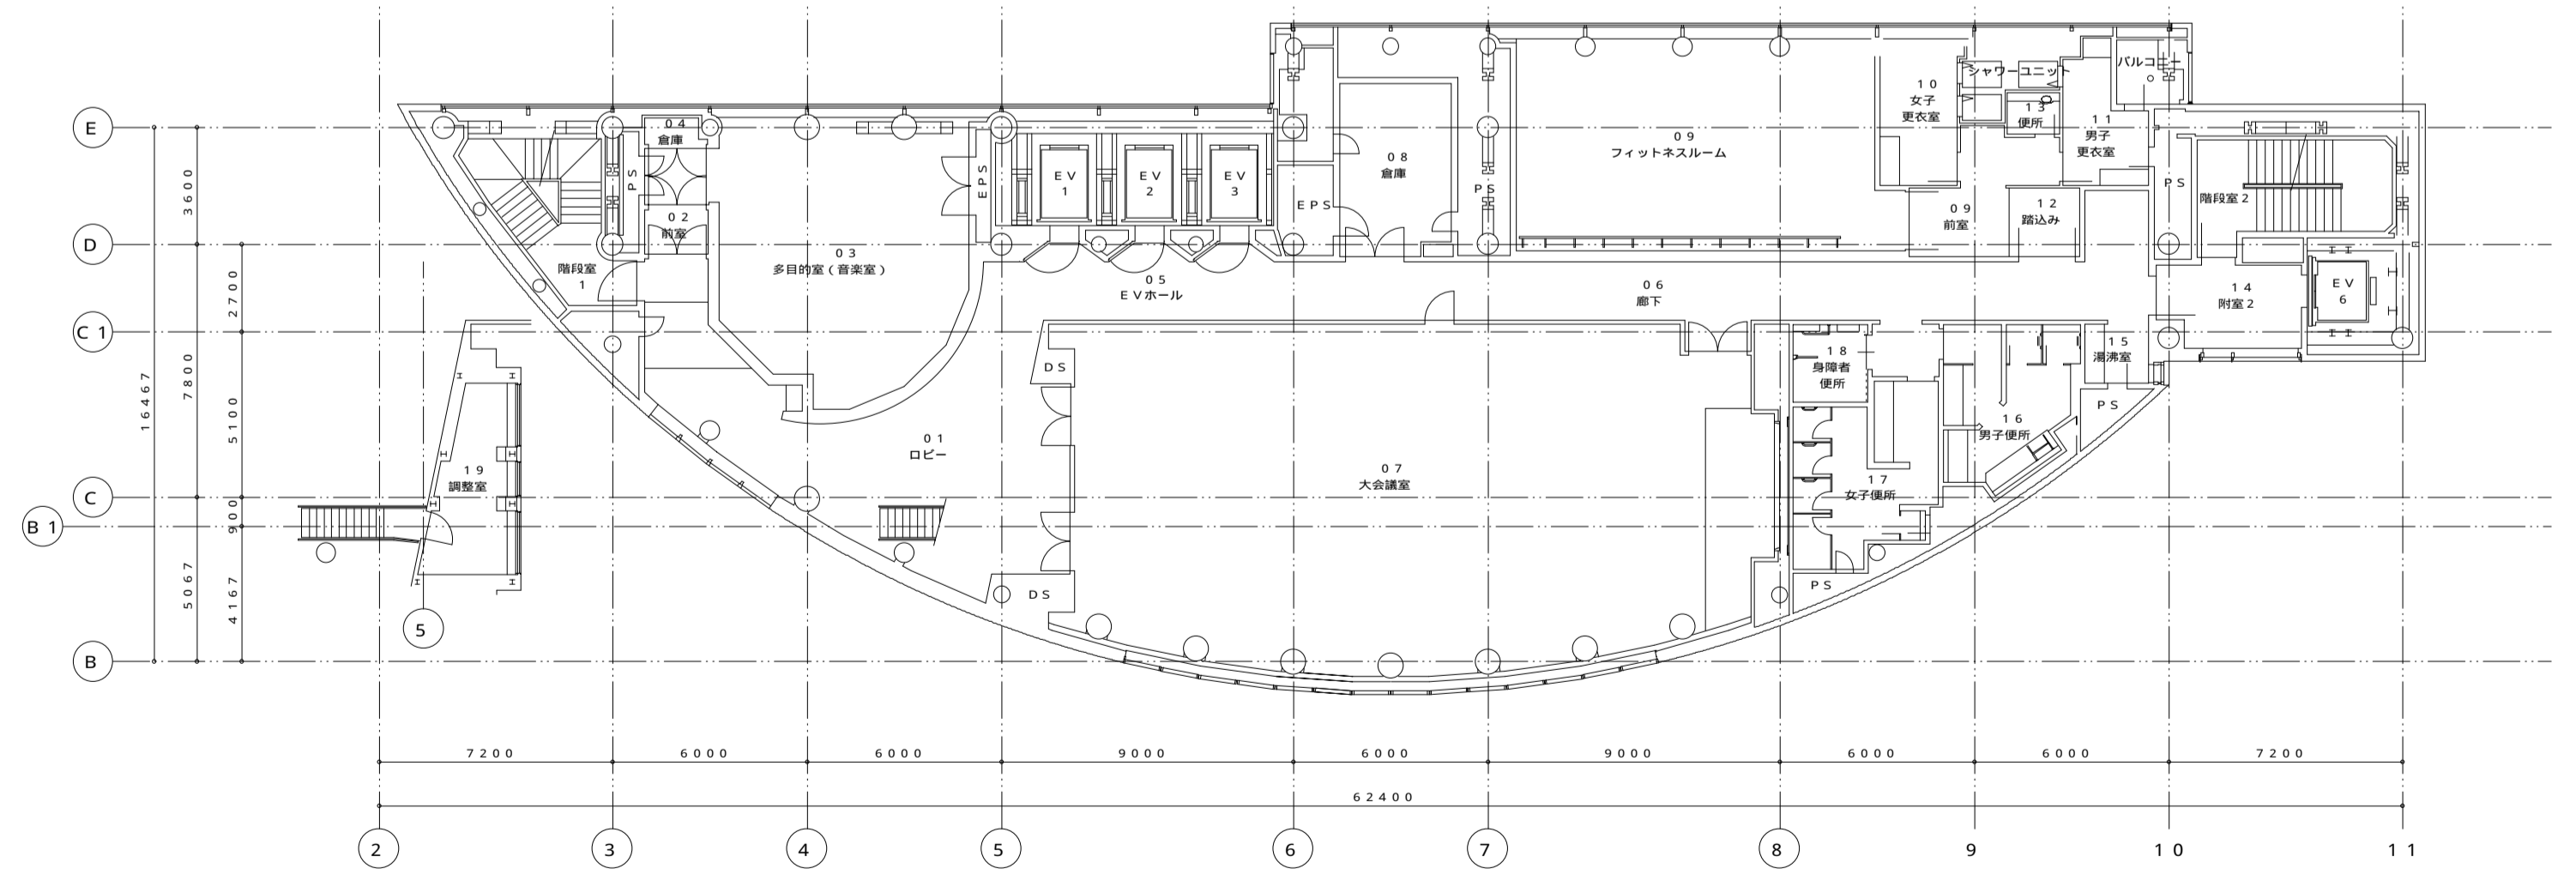 バルコニー
シャワーユニット
10
女子
更衣室
13
便所
11
男子
更衣室
E
04
倉庫
09
フィットネスルーム
08
倉庫
PS
EPS
EV
1
EV
2
EV
3
PS
EPS
PS
階段室2
3600
02
前室
09
前室
12
踏込み
D
03
多目的室(音楽室)
階段室
1
05
EVホール
06
廊下
14
附室2
EV
6
2700
C1
DS
18
身障者
便所
15
湯沸室
PS
7800
16467
5100
01
ロビー
16
男子便所
19
調整室
07
大会議室
17
女子便所
C
900
B1
5067
4167
DS
PS
5
B
7200
6000
6000
9000
6000
9000
6000
6000
7200
62400
2
3
4
5
6
7
8
9
10
11